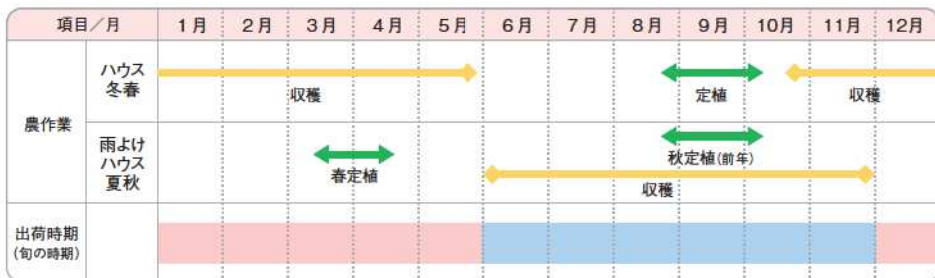 項目/月 1月 2月 3月 4月 5月 6月 7月 8月 9月 10月 11月 12月
農作業
ハウス
冬春
収穫
定植
収穫
雨よけ
ハウス
夏秋
春定植
秋定植(前年)
収穫
出荷時期
(旬の時期)